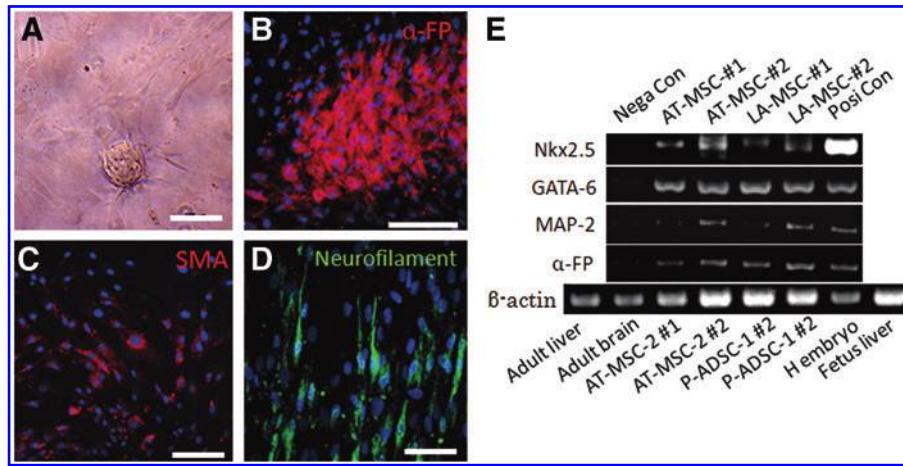 A
B
α-FP
C
SMA
D
Neurofilament
E
Nega Con
AT-MSC-#1
AT-MSC-#2
LA-MSC-#1
LA-MSC-#2
Posi Con
Nkx2.5
GATA-6
MAP-2
α-FP
β-actin
Adult liver
Adult brain
AT-MSC-2 #1
AT-MSC-2 #2
P-ADSC-1 #2
P-ADSC-1 #2
H embryo
Fetus liver